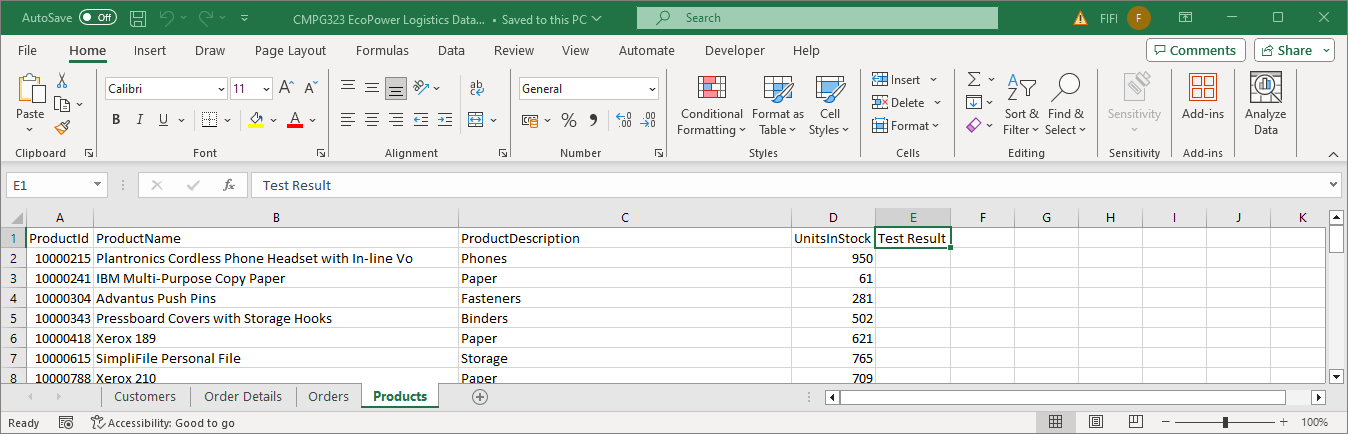 AutoSave Off CMPG323 EcoPower Logistics Data... • Saved to this PC Search FIFI F
File Home Insert Draw Page Layout Formulas Data Review View Automate Developer Help Comments Share
Paste Calibri 11 A A ab c General Conditional Formatting Format as Table Cell Styles Insert Delete Format Sort & Filter Find & Select Sensitivity Add-ins Analyze Data
B I U A % , .00 .00
Clipboard Font Alignment Number Styles Cells Editing Sensitivity Add-ins
E1 fx Test Result
A B C D E F G H I J K
1 ProductId ProductName ProductDescription UnitsInStock Test Result
2 10000215 Plantronics Cordless Phone Headset with In-line Vo Phones 950
3 10000241 IBM Multi-Purpose Copy Paper Paper 61
4 10000304 Advantus Push Pins Fasteners 281
5 10000343 Pressboard Covers with Storage Hooks Binders 502
6 10000418 Xerox 189 Paper 621
7 10000615 SimpliFile Personal File Storage 765
8 10000788 Xerox 210 Paper 709
Customers Order Details Orders Products
Ready Accessibility: Good to go 100%